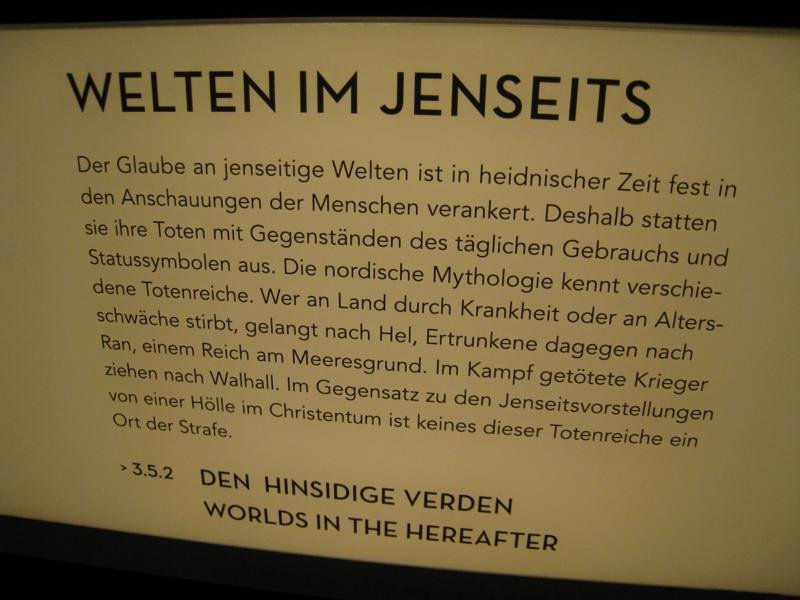 WELTEN IM JENSEITS
Der Glaube an jenseitige Welten ist in heidnischer Zeit fest in
den Anschauungen der Menschen verankert. Deshalb statten
sie ihre Toten mit Gegenständen des täglichen Gebrauchs und
Statussymbolen aus. Die nordische Mythologie kennt verschie-
dene Totenreiche. Wer an Land durch Krankheit oder an Alters-
schwäche stirbt, gelangt nach Hel, Ertrunkene dagegen nach
Ran, einem Reich am Meeresgrund. Im Kampf getötete Krieger
ziehen nach Walhall. Im Gegensatz zu den Jenseitsvorstellungen
von einer Hölle im Christentum ist keines dieser Totenreiche ein
Ort der Strafe.
> 3.5.2 DEN HINSIDIGE VERDEN
WORLDS IN THE HEREAFTER